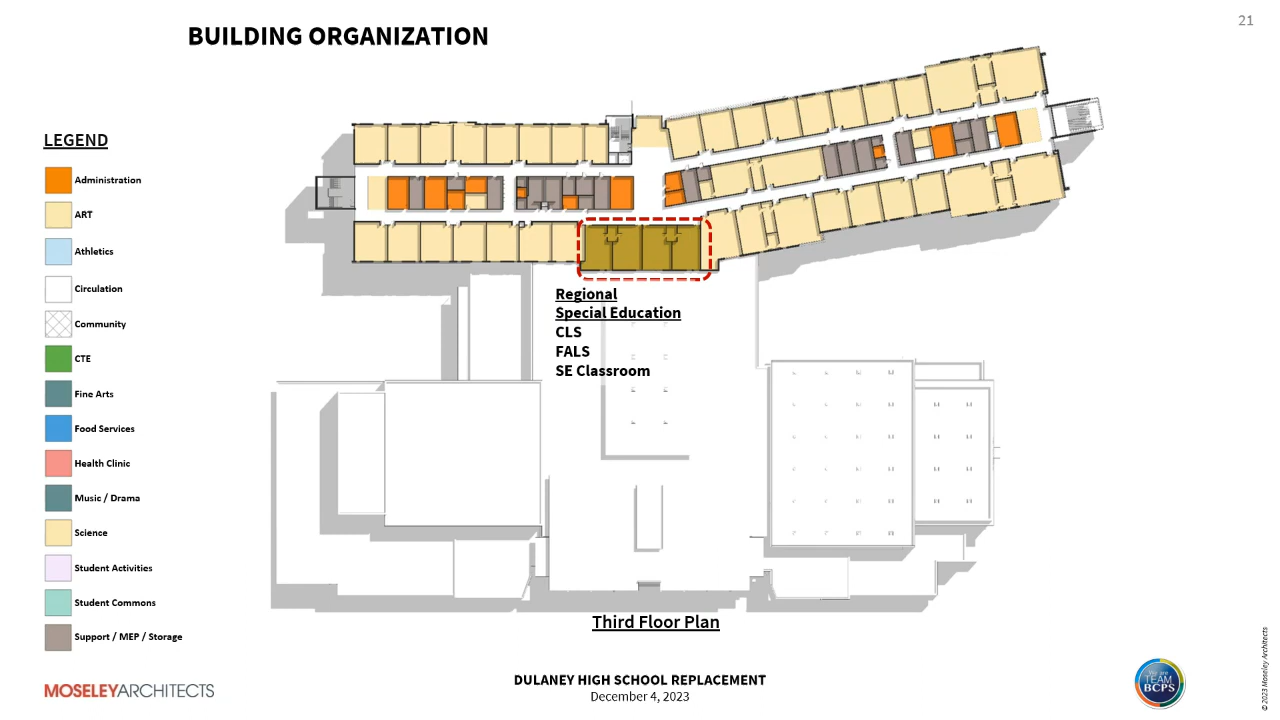 21
BUILDING ORGANIZATION
LEGEND
Administration
ART
Athletics
Circulation
Community
CTE
Fine Arts
Food Services
Health Clinic
Music / Drama
Science
Student Activities
Student Commons
Support / MEP / Storage
Regional
Special Education
CLS
FALS
SE Classroom
Third Floor Plan
MOSELEYARCHITECTS
DULANEY HIGH SCHOOL REPLACEMENT
December 4, 2023
We are
TEAM
BCPS
© 2023 Moseley Architects